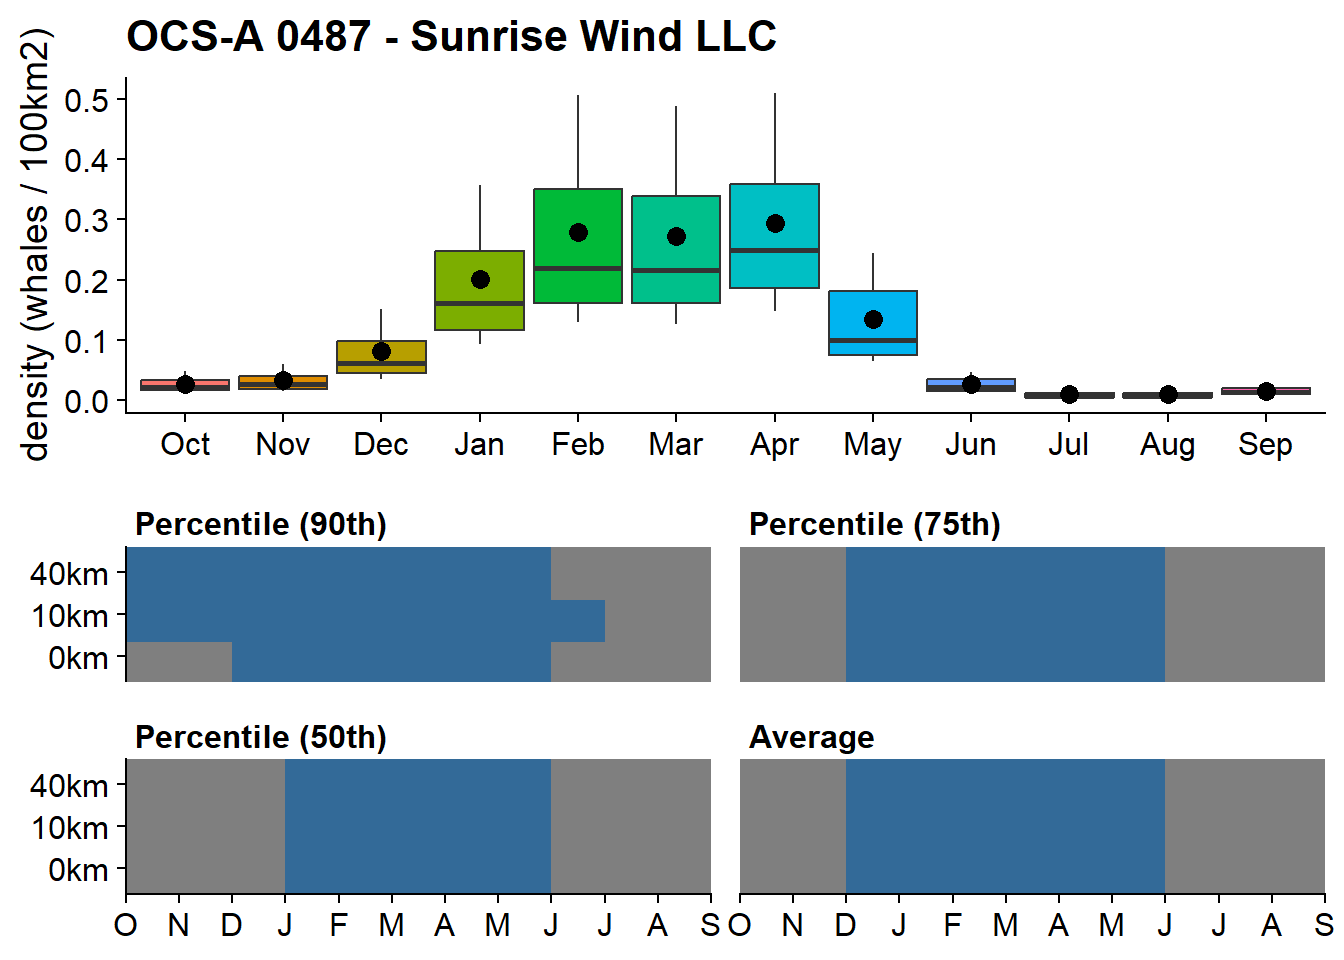 OCS-A 0487 - Sunrise Wind LLC
density (whales / 100km2)
0.5
0.4
0.3
0.2
0.1
0.0
Oct Nov Dec Jan Feb Mar Apr May Jun Jul Aug Sep
Percentile (90th) Percentile (75th)
40km
10km
0km
Percentile (50th) Average
40km
10km
0km
O N D J F M A M J J A S O N D J F M A M J J A S